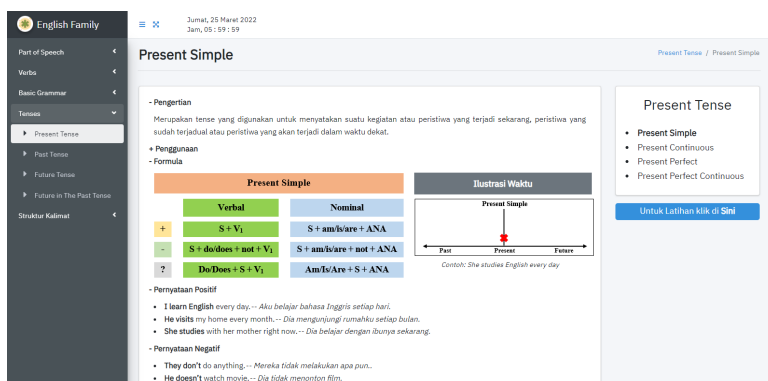 English Family
Jumat, 25 Maret 2022
Jam, 05 : 59 : 59
Part of Speech
Verbs
Basic Grammar
Tenses
Present Tense
Past Tense
Future Tense
Future in The Past Tense
Struktur Kalimat
Present Simple
Present Tense / Present Simple
- Pengertian
Merupakan tense yang digunakan untuk menyatakan suatu kegiatan atau peristiwa yang terjadi sekarang, peristiwa yang
sudah terjadual atau peristiwa yang akan terjadi dalam waktu dekat.
+ Penggunaan
- Formula
Present Simple
Verbal Nominal
+ S + V1 S + am/is/are + ANA
- S + do/does + not + V1 S + am/is/are + not + ANA
? Do/Does + S + V1 Am/Is/Are + S + ANA
Ilustrasi Waktu
Present Simple
Past Present Future
Contoh: She studies English every day
- Pernyataan Positif
• I learn English every day.-- Aku belajar bahasa Inggris setiap hari.
• He visits my home every month.-- Dia mengunjungi rumahku setiap bulan.
• She studies with her mother right now.-- Dia belajar dengan ibunya sekarang.
- Pernyataan Negatif
• They don't do anything.-- Mereka tidak melakukan apa pun..
• He doesn't watch movie.-- Dia tidak menonton film.
Present Tense
• Present Simple
• Present Continuous
• Present Perfect
• Present Perfect Continuous
Untuk Latihan klik di Sini